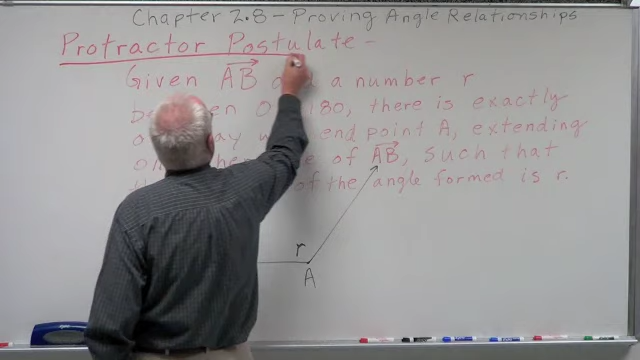 Chapter 2.8 - Proving Angle Relationships
Protractor Postulate -
Given AB a number r
0 180, there is exactly
end point A, extending
of AB, such that
of the angle formed is r.
r
A